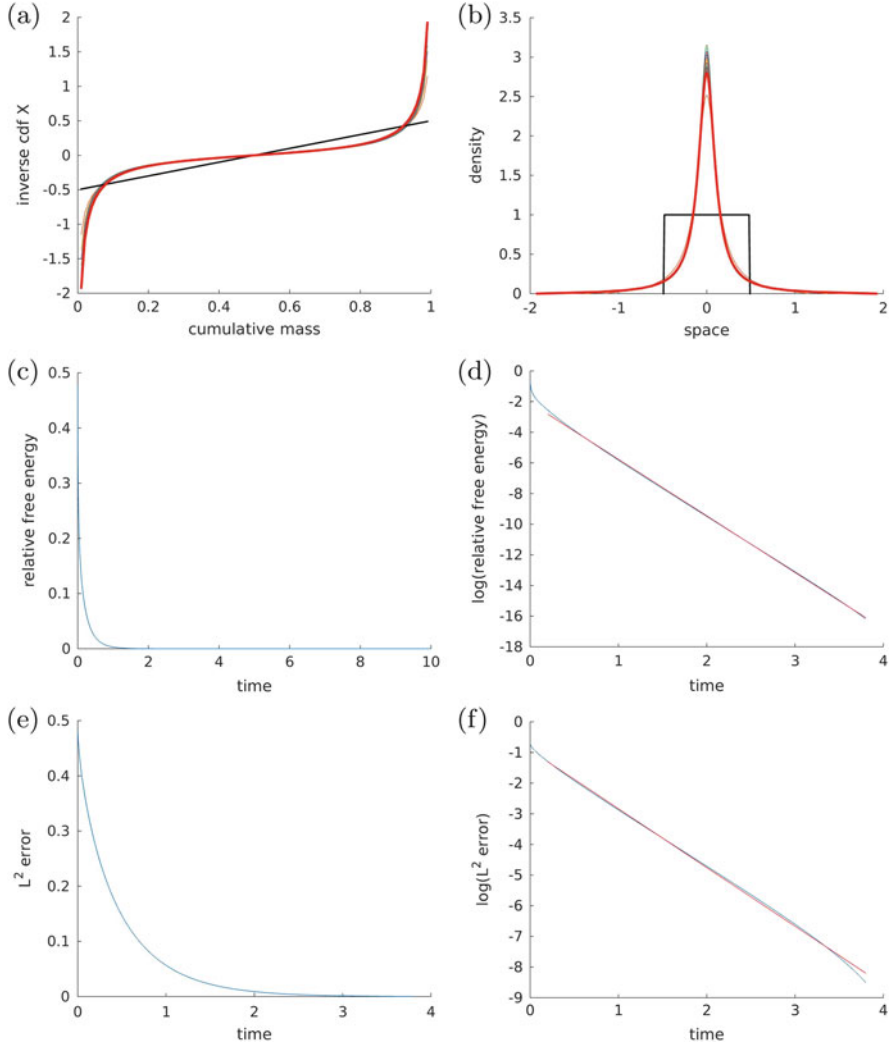 (a)
2
1.5
1
0.5
0
-0.5
-1
-1.5
-2
inverse cdf X
0 0.2 0.4 0.6 0.8 1
cumulative mass
(b)
3.5
3
2.5
2
1.5
1
0.5
0
density
-2 -1 0 1 2
space
(c)
0.5
0.4
0.3
0.2
0.1
0
relative free energy
0 2 4 6 8 10
time
(d)
0
-2
-4
-6
-8
-10
-12
-14
-16
-18
log(relative free energy)
0 1 2 3 4
time
(e)
0.5
0.4
0.3
0.2
0.1
0
L² error
0 1 2 3 4
time
(f)
0
-1
-2
-3
-4
-5
-6
-7
-8
-9
log(L² error)
0 1 2 3 4
time